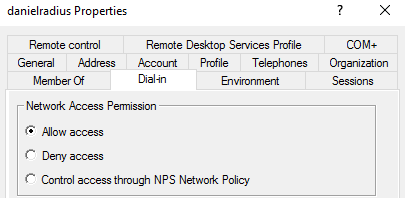 danielradius Properties
?
Remote control Remote Desktop Services Profile COM+
General Address Account Profile Telephones Organization
Member Of Dial-in Environment Sessions
Network Access Permission
Allow access
Deny access
Control access through NPS Network Policy